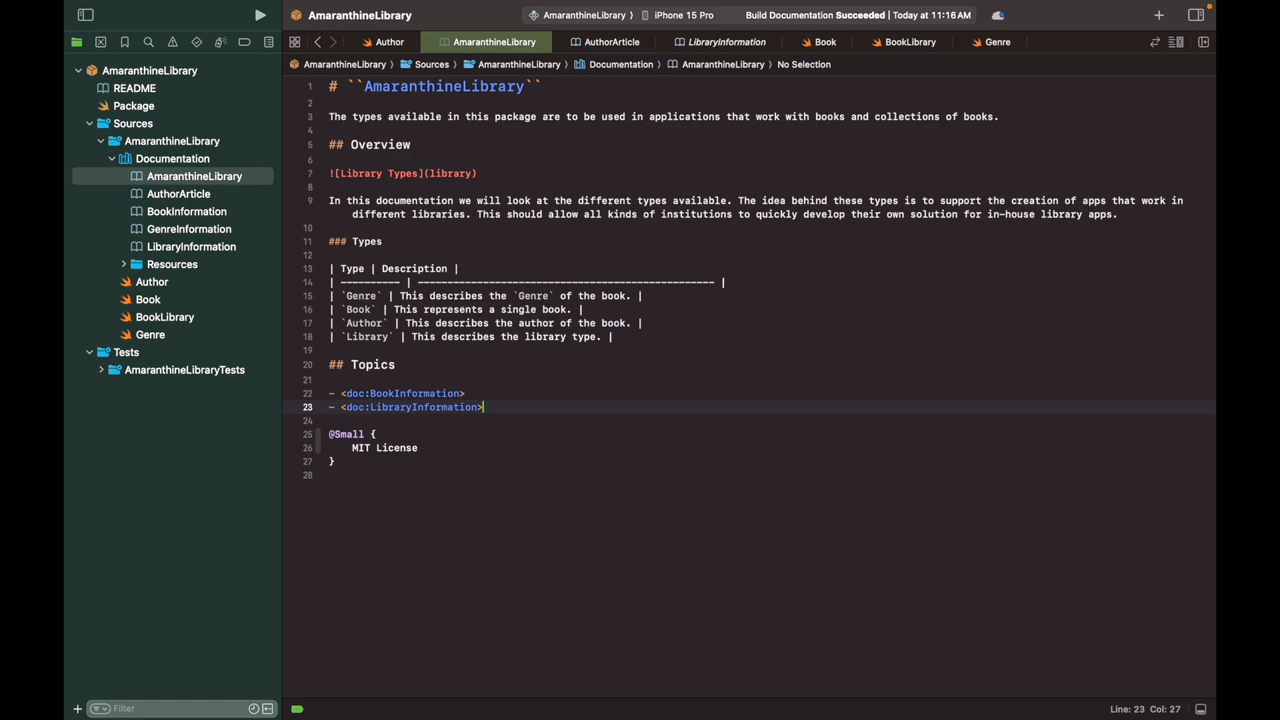 AmaranthineLibrary
AmaranthineLibrary
iPhone 15 Pro
Build Documentation Succeeded | Today at 11:16 AM
Author
AmaranthineLibrary
AuthorArticle
LibraryInformation
Book
BookLibrary
Genre
AmaranthineLibrary
Sources
AmaranthineLibrary
Documentation
AmaranthineLibrary
No Selection
AmaranthineLibrary
README
Package
Sources
AmaranthineLibrary
Documentation
AmaranthineLibrary
AuthorArticle
BookInformation
GenreInformation
LibraryInformation
Resources
Author
Book
BookLibrary
Genre
Tests
AmaranthineLibraryTests
Filter
1 # ``AmaranthineLibrary``
2
3 The types available in this package are to be used in applications that work with books and collections of books.
4
5 ## Overview
6
7 ![Library Types](library)
8
9 In this documentation we will look at the different types available. The idea behind these types is to support the creation of apps that work in
different libraries. This should allow all kinds of institutions to quickly develop their own solution for in-house library apps.
10
11 ### Types
12
13 | Type | Description |
14 | ---------- | -------------------------------------------------- |
15 | `Genre` | This describes the `Genre` of the book. |
16 | `Book` | This represents a single book. |
17 | `Author` | This describes the author of the book. |
18 | `Library` | This describes the library type. |
19
20 ## Topics
21
22 - <doc:BookInformation>
23 - <doc:LibraryInformation>
24
25 @Small {
26 MIT License
27 }
28
Line: 23 Col: 27